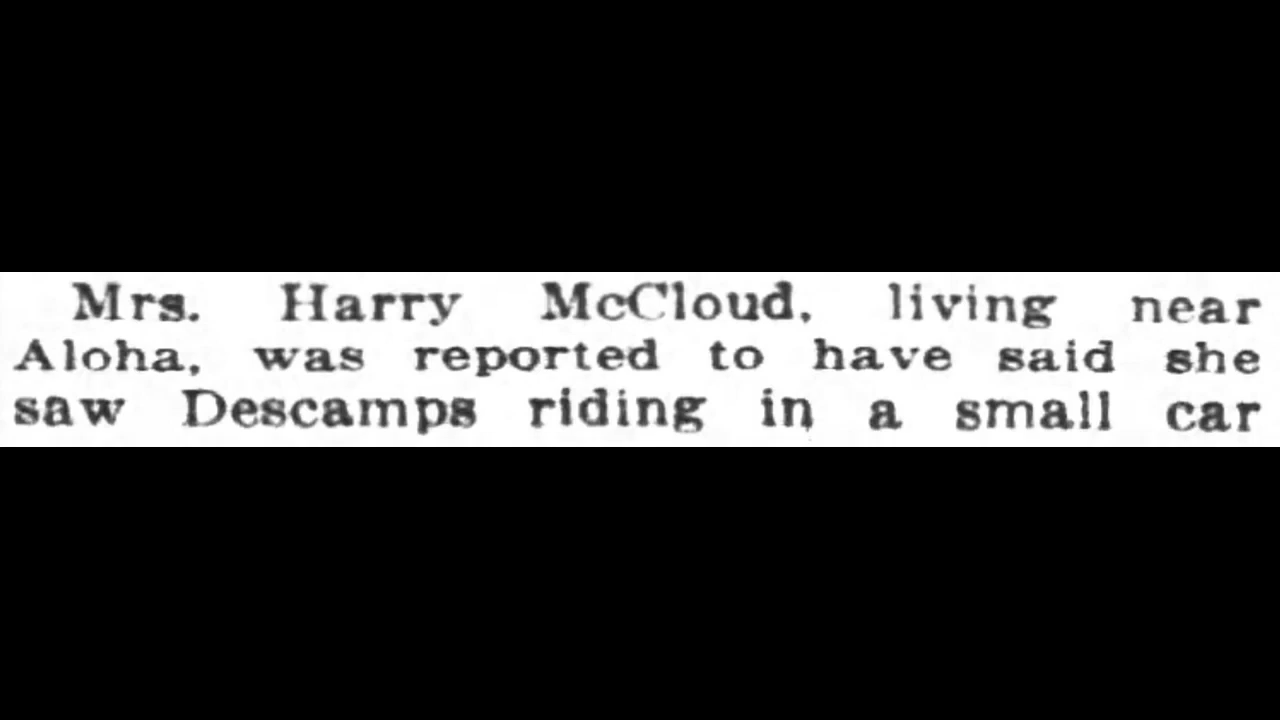 Mrs. Harry McCloud, living near
Aloha, was reported to have said she
saw Descamps riding in a small car